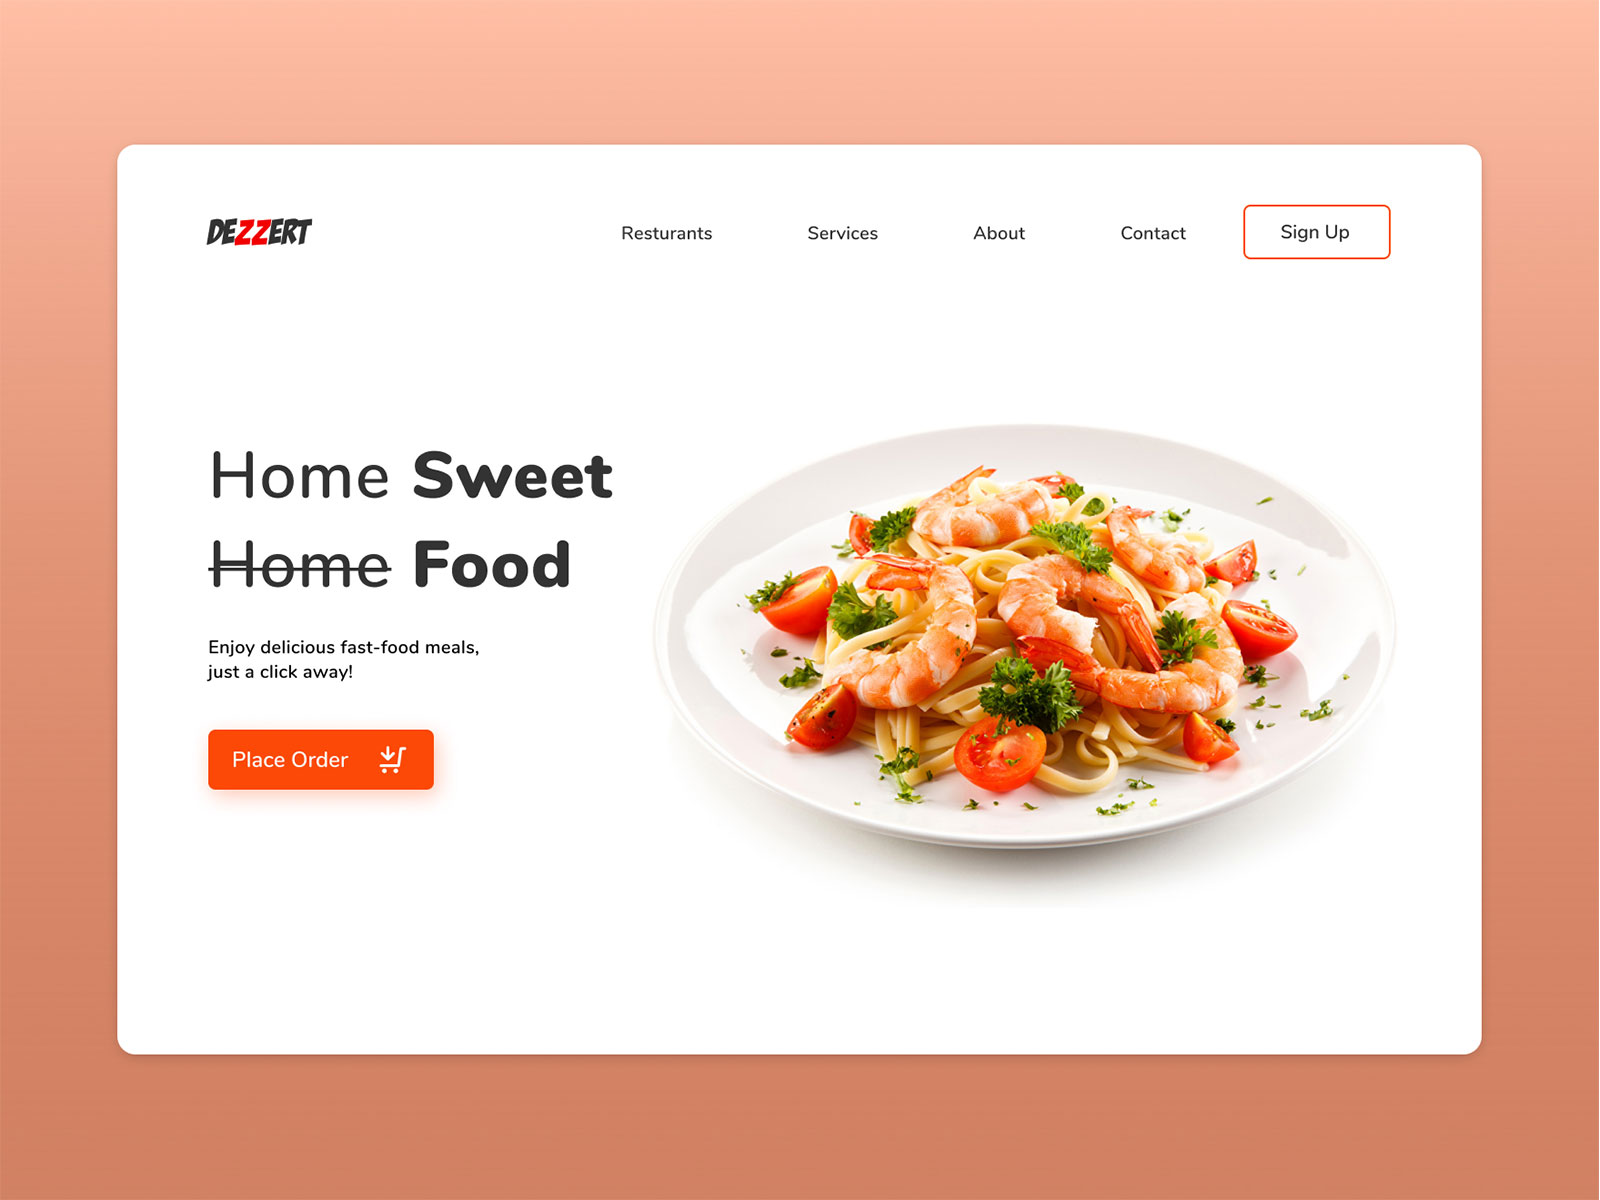 DEZZERT
Resturants
Services
About
Contact
Sign Up
Home Sweet
Home Food
Enjoy delicious fast-food meals,
just a click away!
Place Order